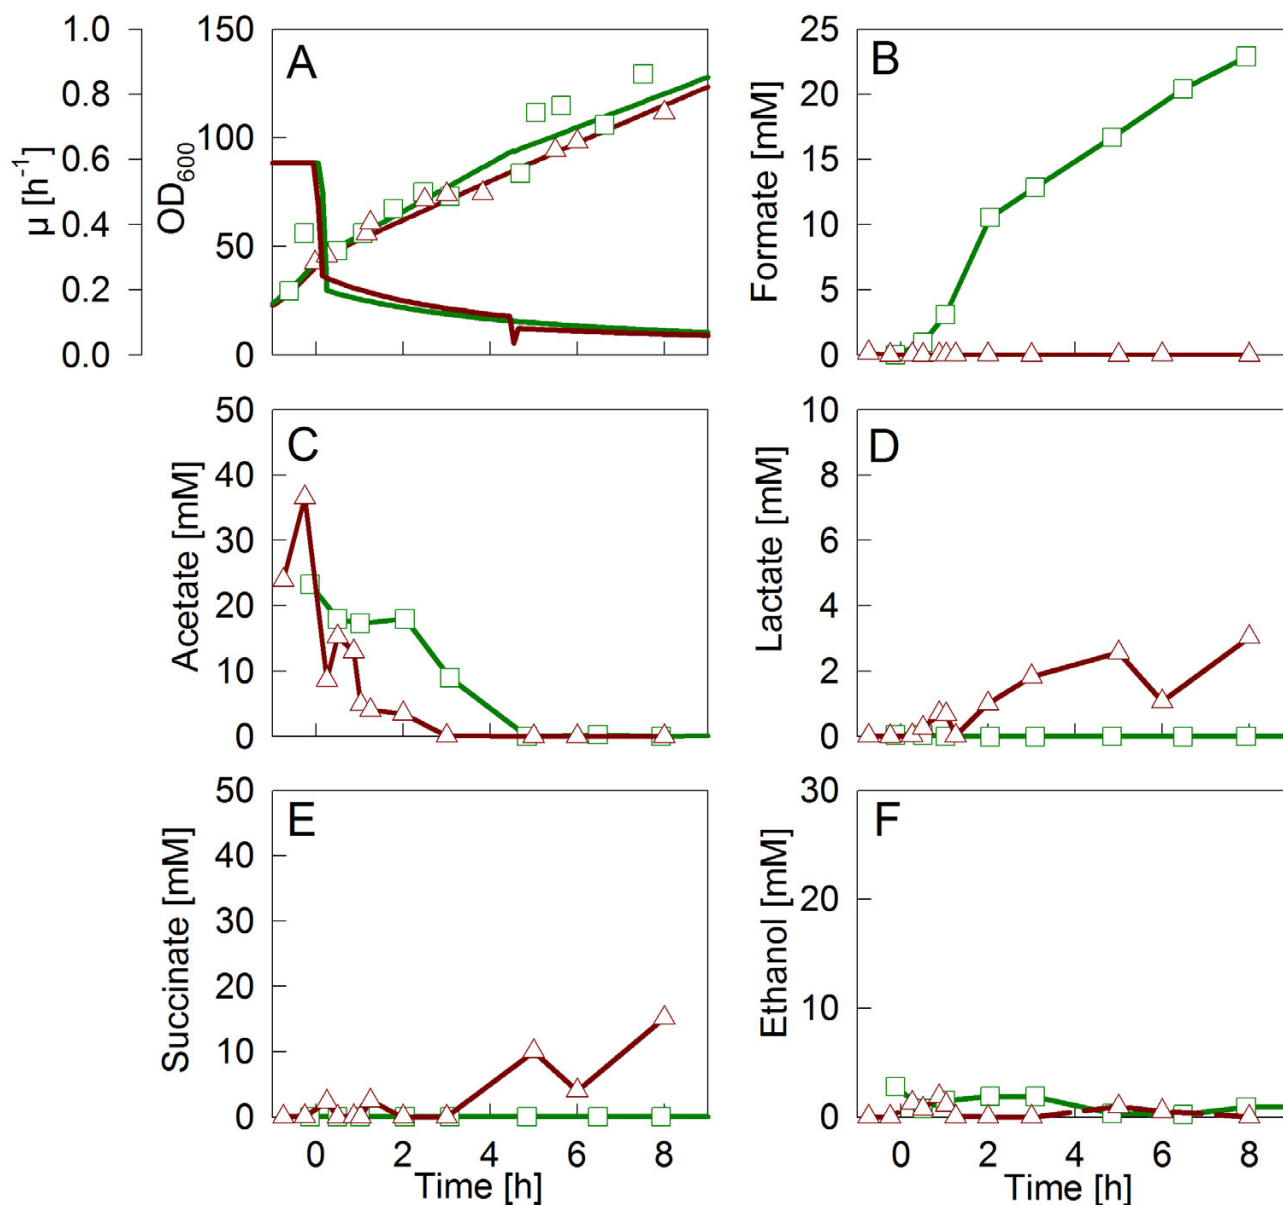 A
μ [h-1]
1.0
0.8
0.6
0.4
0.2
0.0
OD600
150
100
50
0
B
Formate [mM]
25
20
15
10
5
0
C
Acetate [mM]
50
40
30
20
10
0
D
Lactate [mM]
10
8
6
4
2
0
E
Succinate [mM]
50
40
30
20
10
0
0 2 4 6 8
Time [h]
F
Ethanol [mM]
30
20
10
0
0 2 4 6 8
Time [h]